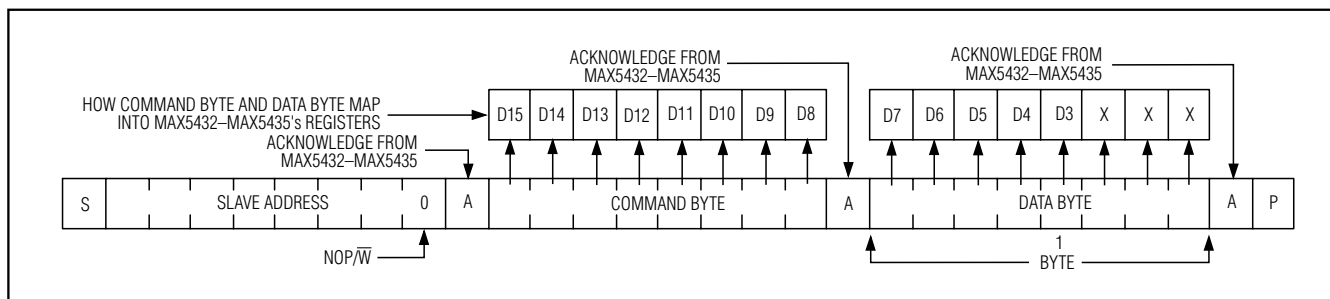 ACKNOWLEDGE FROM
MAX5432–MAX5435
ACKNOWLEDGE FROM
MAX5432–MAX5435
HOW COMMAND BYTE AND DATA BYTE MAP
INTO MAX5432–MAX5435's REGISTERS
D15 D14 D13 D12 D11 D10 D9 D8
D7 D6 D5 D4 D3 X X X
ACKNOWLEDGE FROM
MAX5432–MAX5435
S SLAVE ADDRESS 0 A COMMAND BYTE A DATA BYTE A P
NOP/W̅
1
BYTE